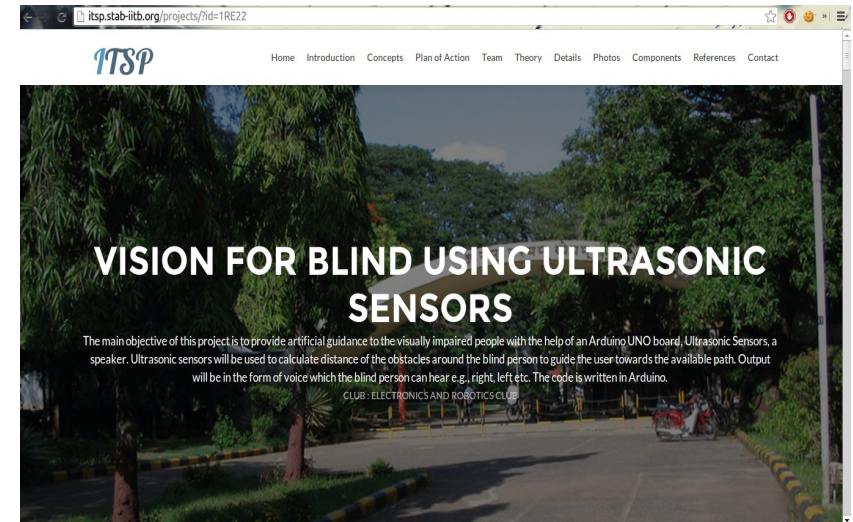 itsp.stab-iitb.org/projects/?id=1RE22
ITSP
Home Introduction Concepts Plan of Action Team Theory Details Photos Components References Contact
VISION FOR BLIND USING ULTRASONIC
SENSORS
The main objective of this project is to provide artificial guidance to the visually impaired people with the help of an Arduino UNO board, Ultrasonic Sensors, a
speaker. Ultrasonic sensors will be used to calculate distance of the obstacles around the blind person to guide the user towards the available path. Output
will be in the form of voice which the blind person can hear e.g., right, left etc. The code is written in Arduino.
CLUB : ELECTRONICS AND ROBOTICS CLUB